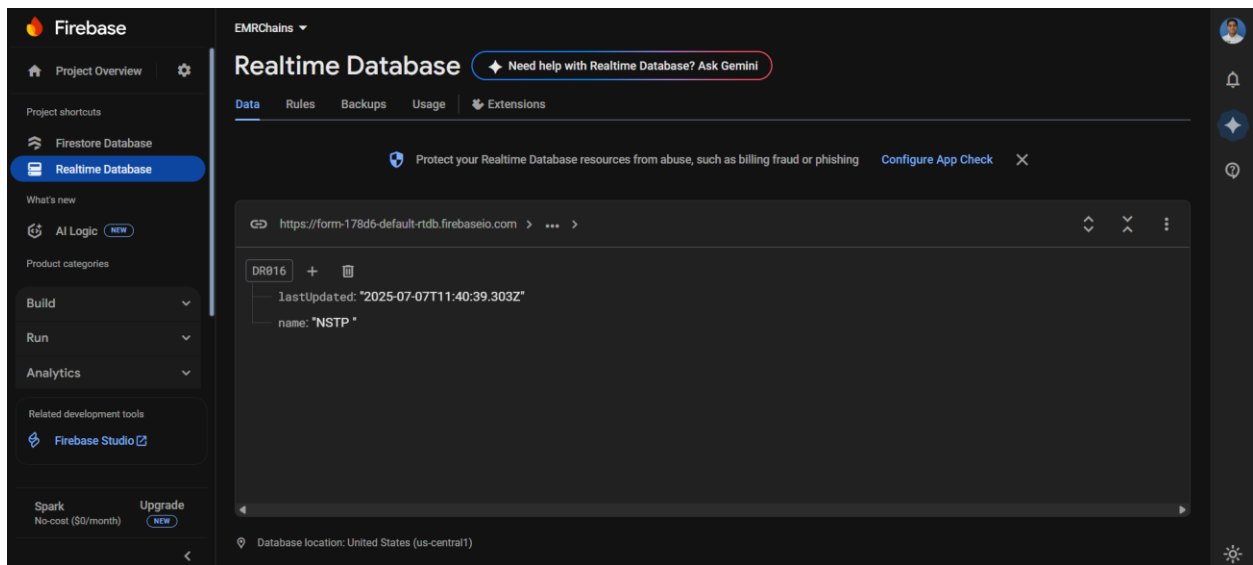 Firebase
Project Overview
Project shortcuts
Firestore Database
Realtime Database
What's new
AI Logic NEW
Product categories
Build
Run
Analytics
Related development tools
Firebase Studio
Spark
No-cost ($0/month)
Upgrade
NEW
EMRChains
Realtime Database
Need help with Realtime Database? Ask Gemini
Data Rules Backups Usage Extensions
Protect your Realtime Database resources from abuse, such as billing fraud or phishing Configure App Check
https://form-178d6-default-rtdb.firebaseio.com > ... >
DR016
lastUpdated: "2025-07-07T11:40:39.303Z"
name: "NSTP "
Database location: United States (us-central1)